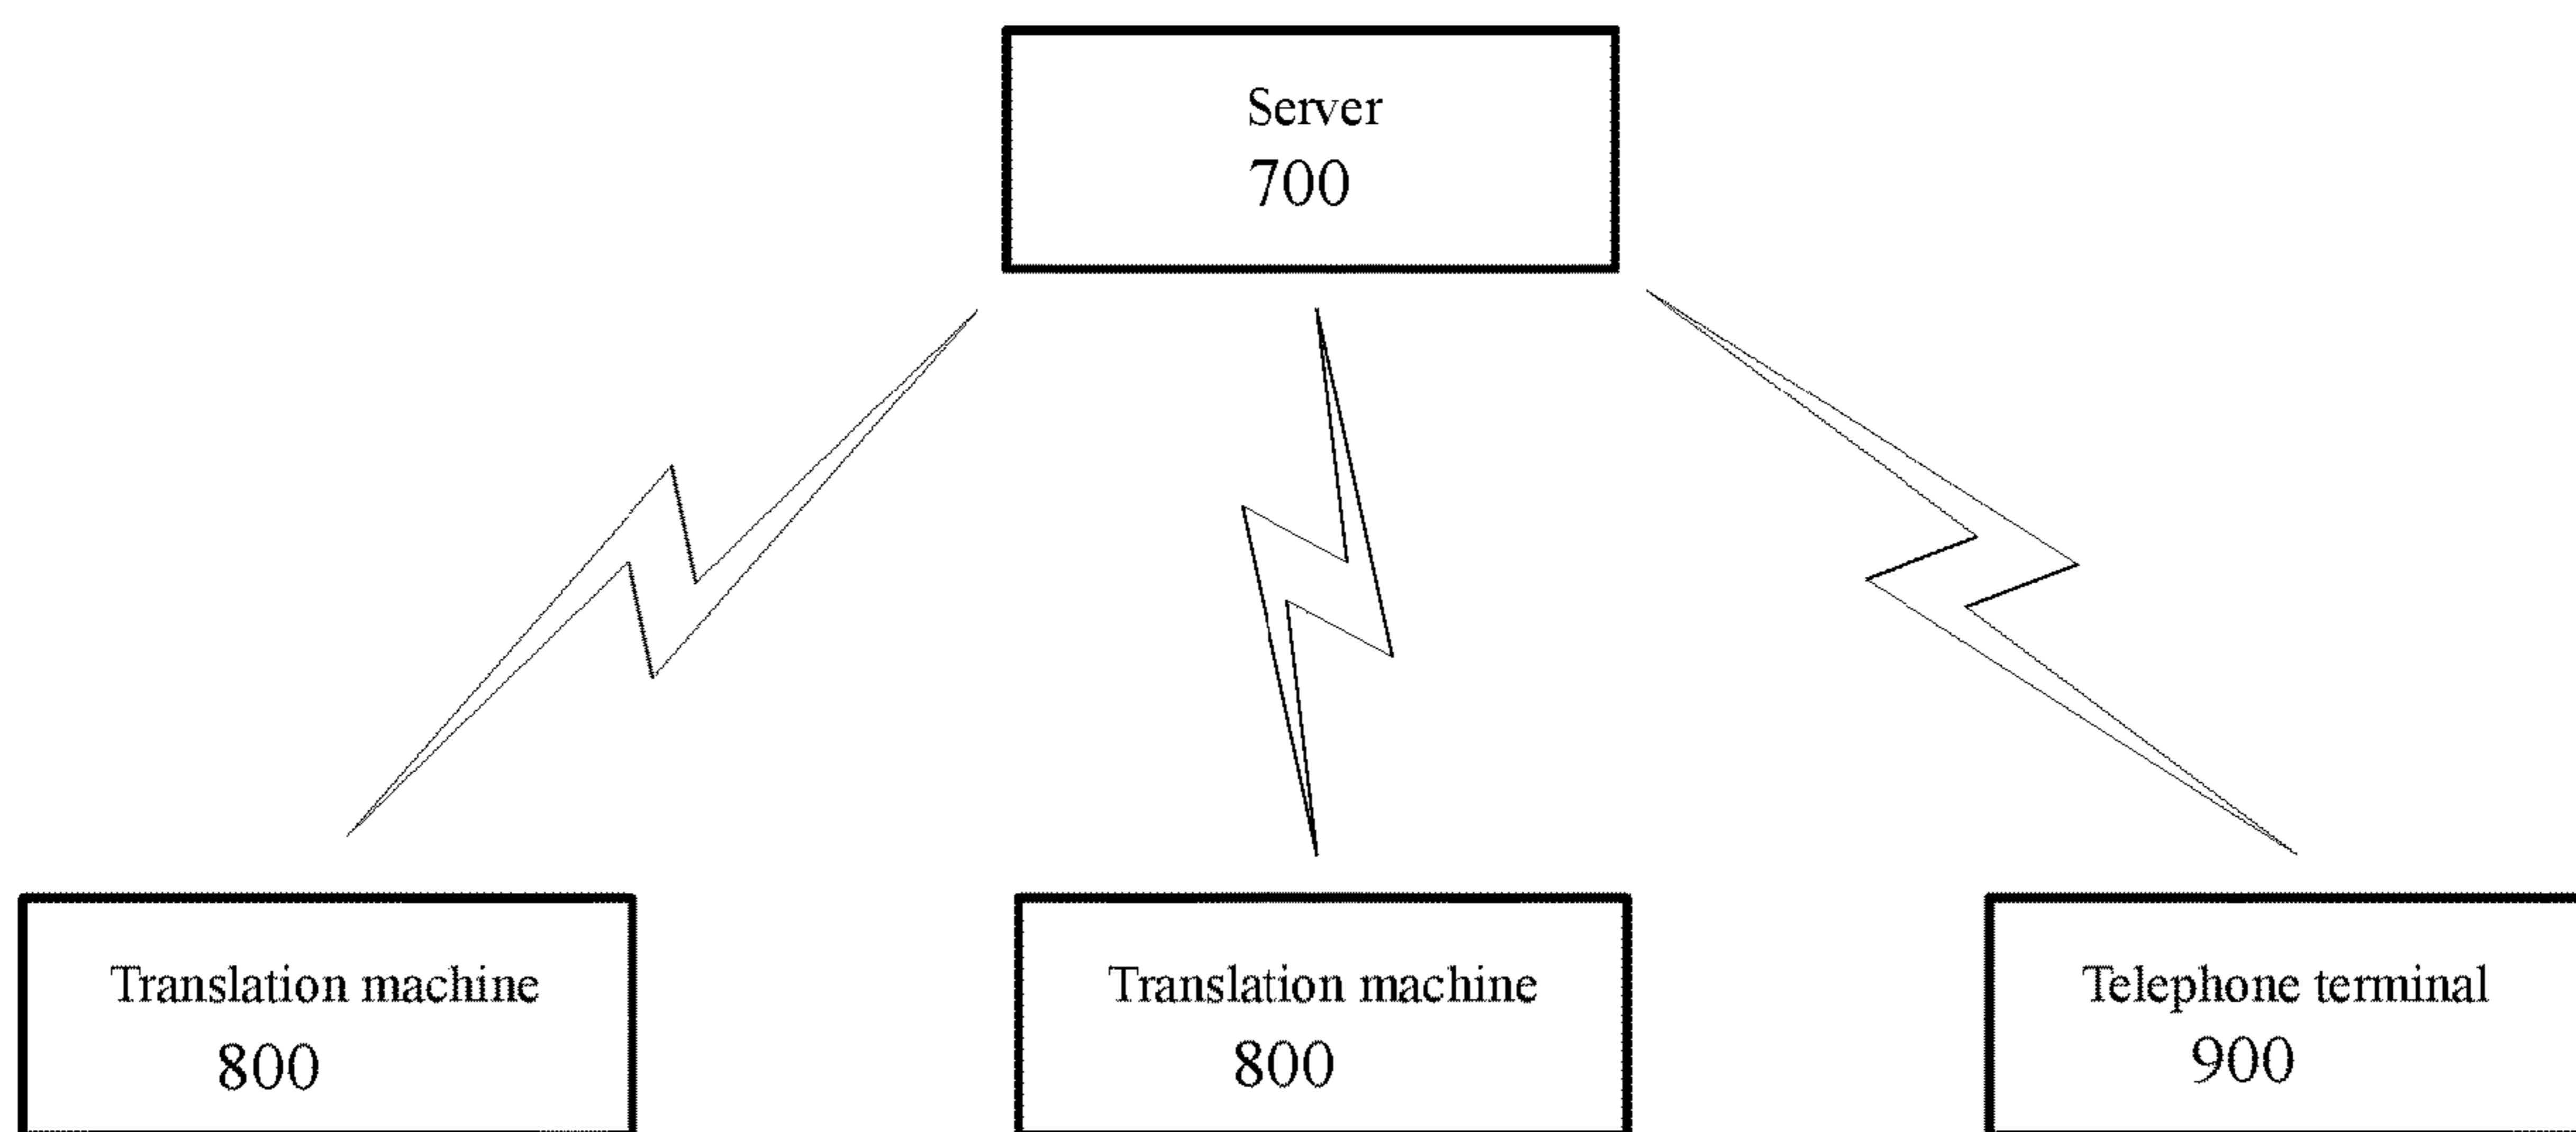 Server
700
Translation machine
800
Translation machine
800
Telephone terminal
900